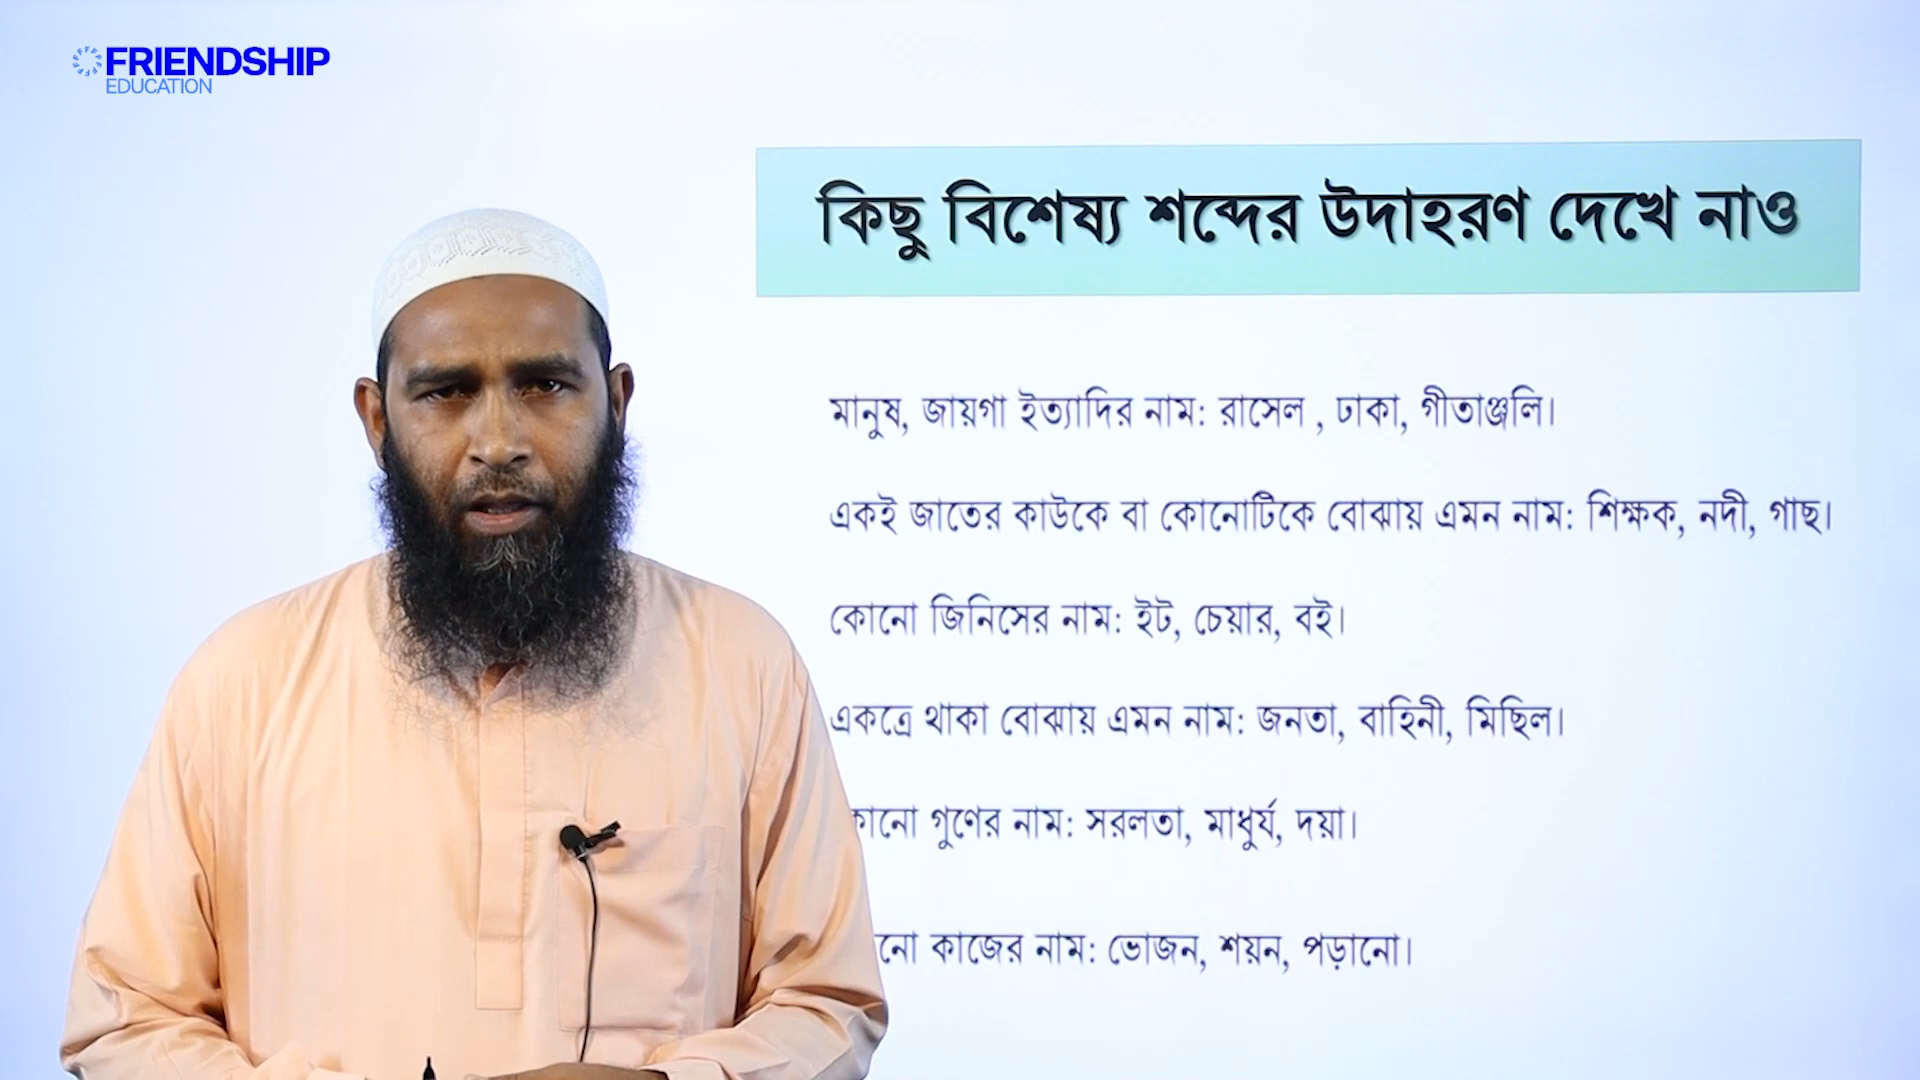 FRIENDSHIP
EDUCATION
কিছু বিশেষ্য শব্দের উদাহরণ দেখে নাও
মানুষ, জায়গা ইত্যাদির নাম: রাসেল , ঢাকা, গীতাঞ্জলি।
একই জাতের কাউকে বা কোনোটিকে বোঝায় এমন নাম: শিক্ষক, নদী, গাছ।
কোনো জিনিসের নাম: ইট, চেয়ার, বই।
একত্রে থাকা বোঝায় এমন নাম: জনতা, বাহিনী, মিছিল।
গুণের নাম: সরলতা, মাধুর্য, দয়া।
কাজের নাম: ভোজন, শয়ন, পড়ানো।